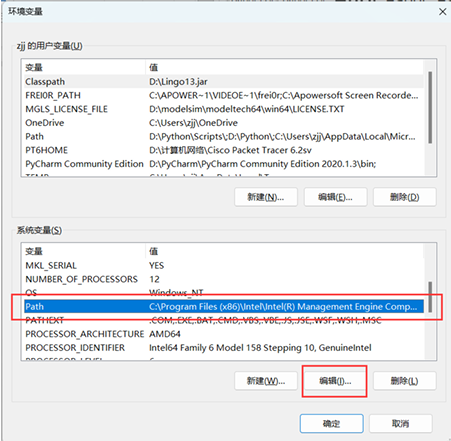 环境变量
zjj 的用户变量(U)
变量 值
Classpath D:\Lingo13.jar
FREI0R_PATH C:\APOWER~1\VIDEOE~1\frei0r;C:\Apowersoft Screen Recorde...
MGLS_LICENSE_FILE D:\modelsim\modeltech64\win64\LICENSE.TXT
OneDrive C:\Users\zjj\OneDrive
Path D:\Python\Scripts\;D:\Python\;C:\Users\zjj\AppData\Local\Micr...
PT6HOME D:\计算机网络\Cisco Packet Tracer 6.2sv
PyCharm Community Edition D:\PyCharm\PyCharm Community Edition 2020.1.3\bin;
新建(N)... 编辑(E)... 删除(D)
系统变量(S)
变量 值
MKL_SERIAL YES
NUMBER_OF_PROCESSORS 12
OS Windows_NT
Path C:\Program Files (x86)\Intel\Intel(R) Management Engine Comp...
PATHEXT .COM;.EXE;.BAT;.CMD;.VBS;.VBE;.JS;.JSE;.WSF;.WSH;.MSC
PROCESSOR_ARCHITECTURE AMD64
PROCESSOR_IDENTIFIER Intel64 Family 6 Model 158 Stepping 10, GenuineIntel
新建(W)... 编辑(I)... 删除(L)
确定 取消